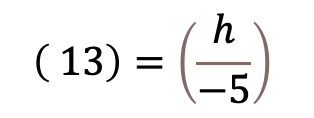 ( 13) = (h/−5)